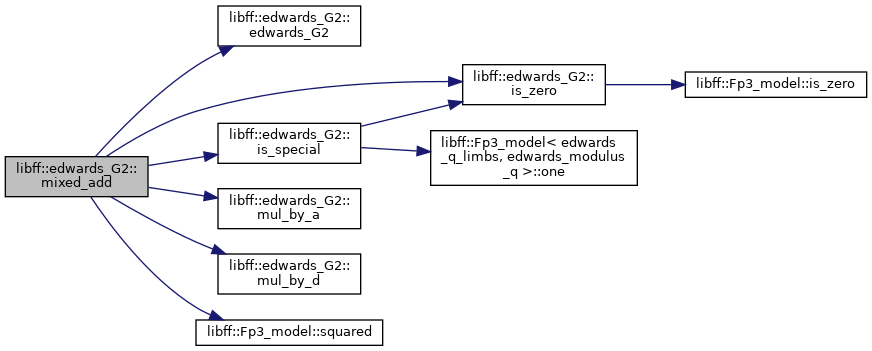 libff::edwards_G2::
mixed_add
libff::edwards_G2::
edwards_G2
libff::edwards_G2::
is_special
libff::edwards_G2::
mul_by_a
libff::edwards_G2::
mul_by_d
libff::Fp3_model::squared
libff::edwards_G2::
is_zero
libff::Fp3_model< edwards
_q_limbs, edwards_modulus
_q >::one
libff::Fp3_model::is_zero